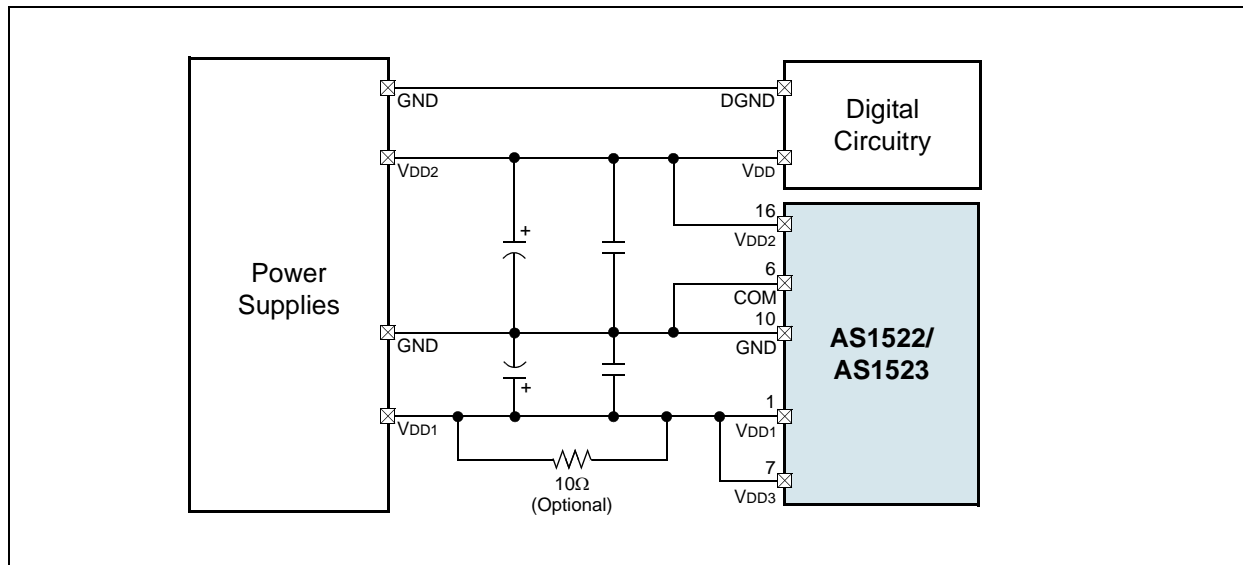 Power
Supplies
GND
VDD2
GND
VDD1
+
+
10Ω
(Optional)
DGND
VDD
Digital
Circuitry
16
VDD2
6
COM
10
GND
1
VDD1
7
VDD3
AS1522/
AS1523